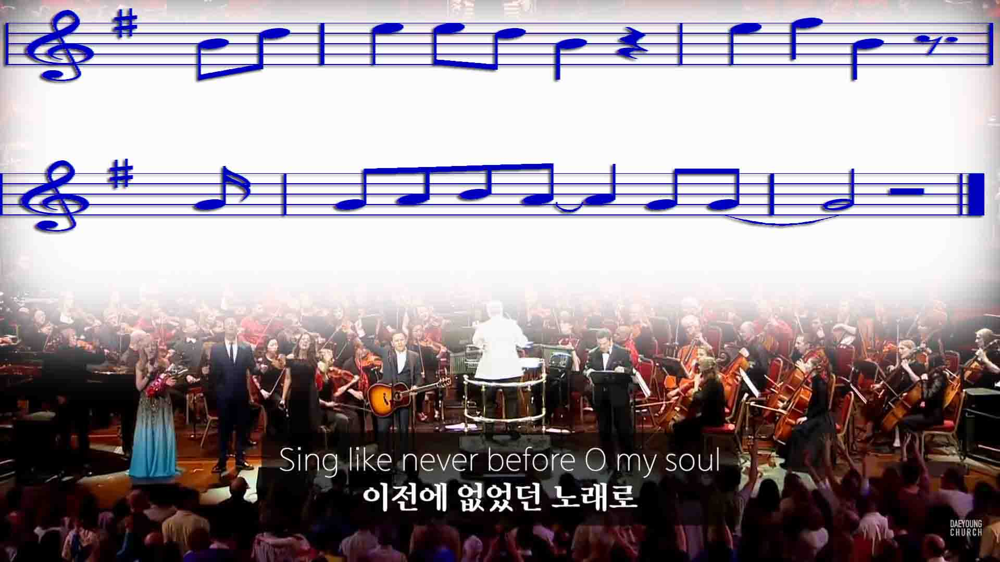 Sing like never before O my soul
이전에 없었던 노래로
DAEYOUNG
CHURCH